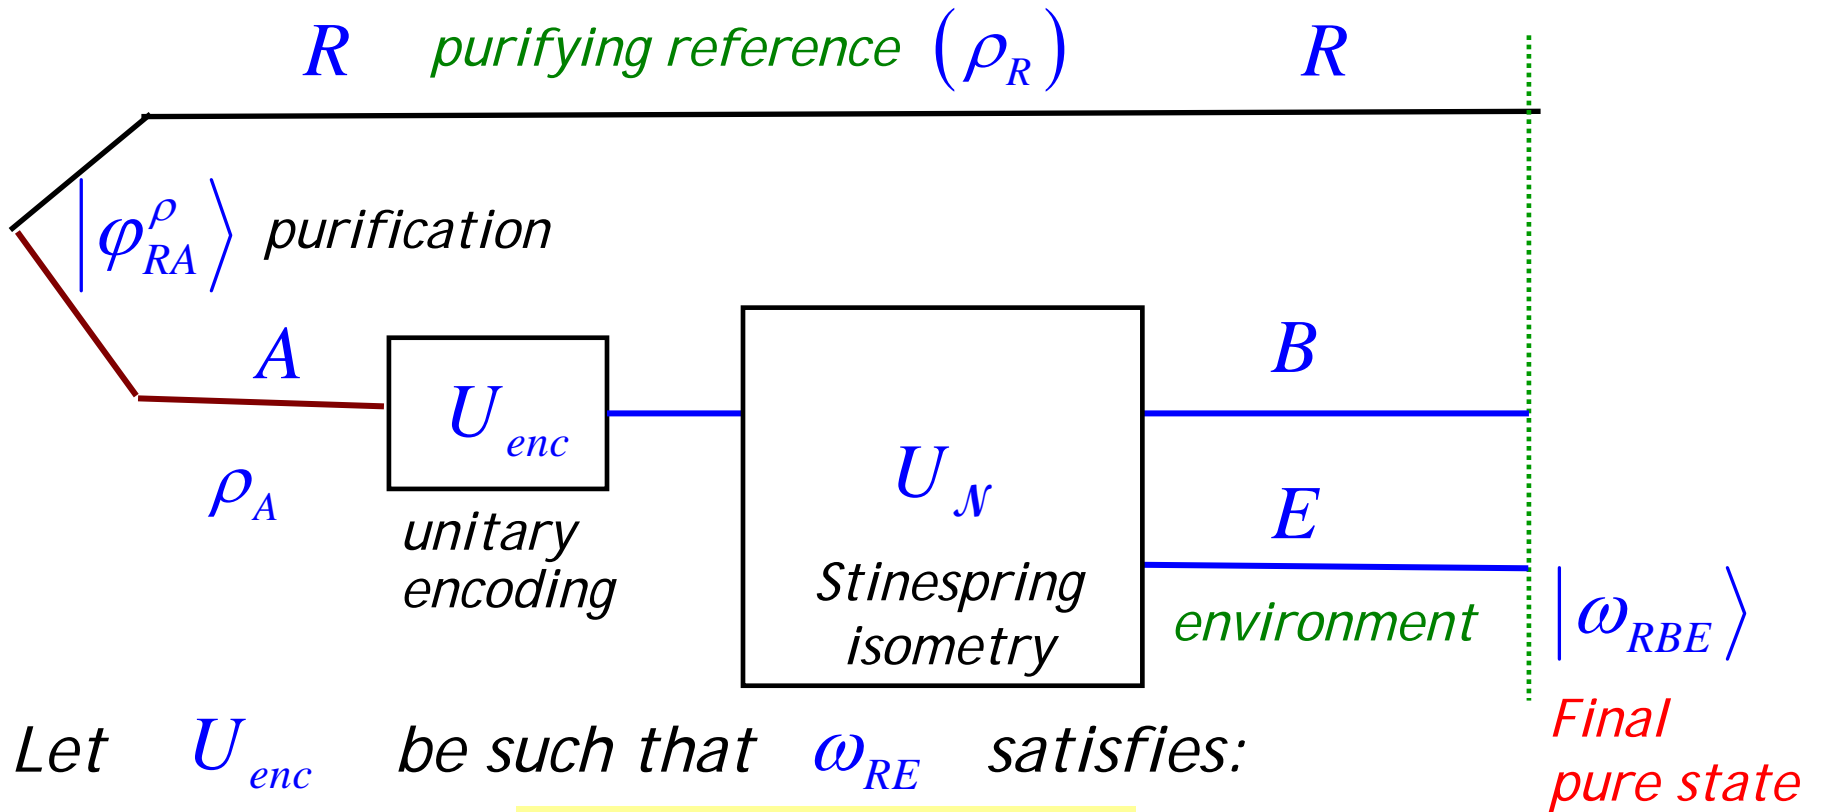 R purifying reference (ρ_R) R
|φ^ρ_RA⟩ purification
A
B
U_enc
U_𝒩
ρ_A
E
unitary
encoding
Stinespring
isometry
environment
|ω_RBE⟩
Let U_enc be such that ω_RE satisfies:
Final
pure state